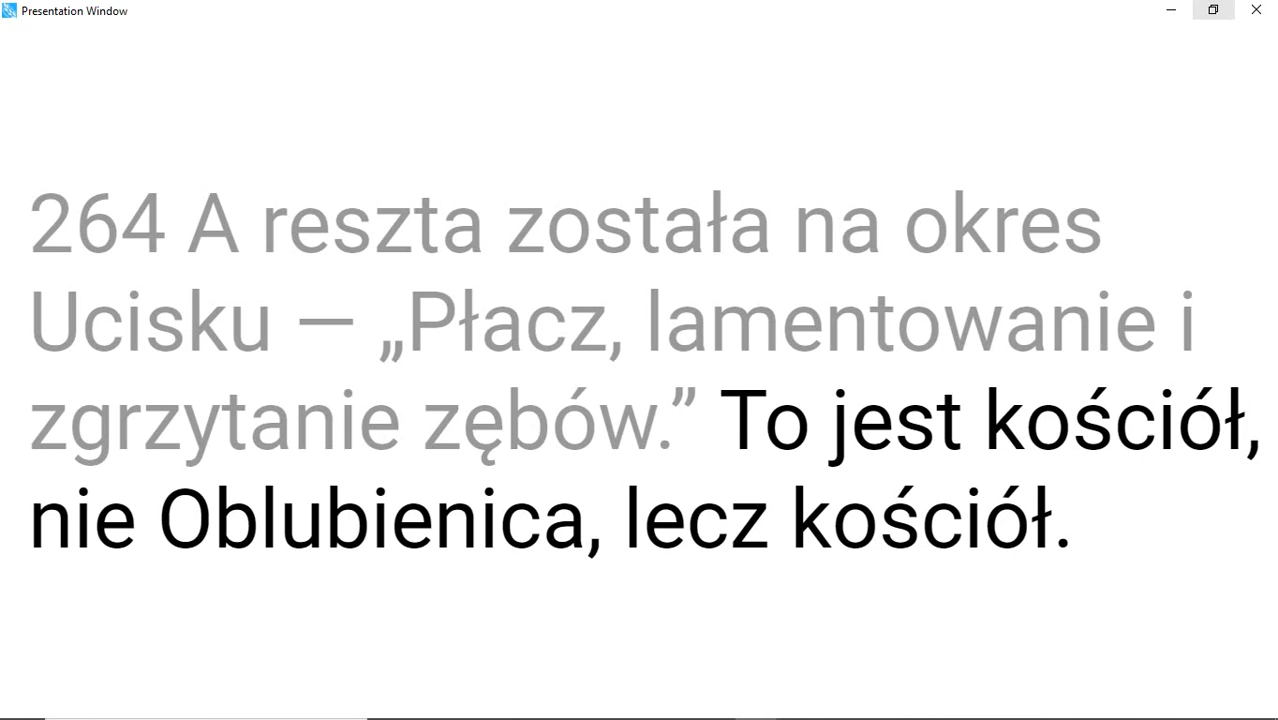 Presentation Window
264 A reszta została na okres
Ucisku — „Płacz, lamentowanie i
zgrzytanie zębów.” To jest kościół,
nie Oblubienica, lecz kościół.